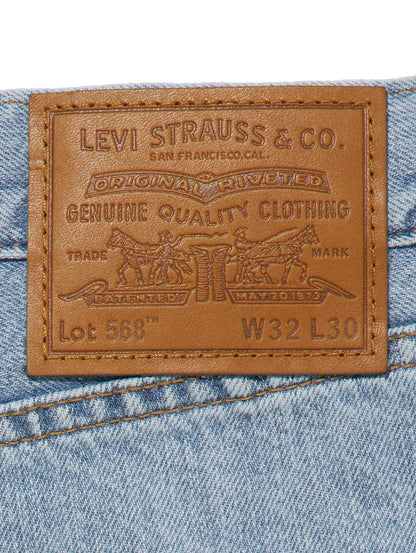 LEVI STRAUSS & CO.
SAN FRANCISCO.CAL.
ORIGINAL RIVETED
GENUINE QUALITY CLOTHING
TRADE MARK
PATENTED MAY 20 1873
Lot 568™ W32 L30